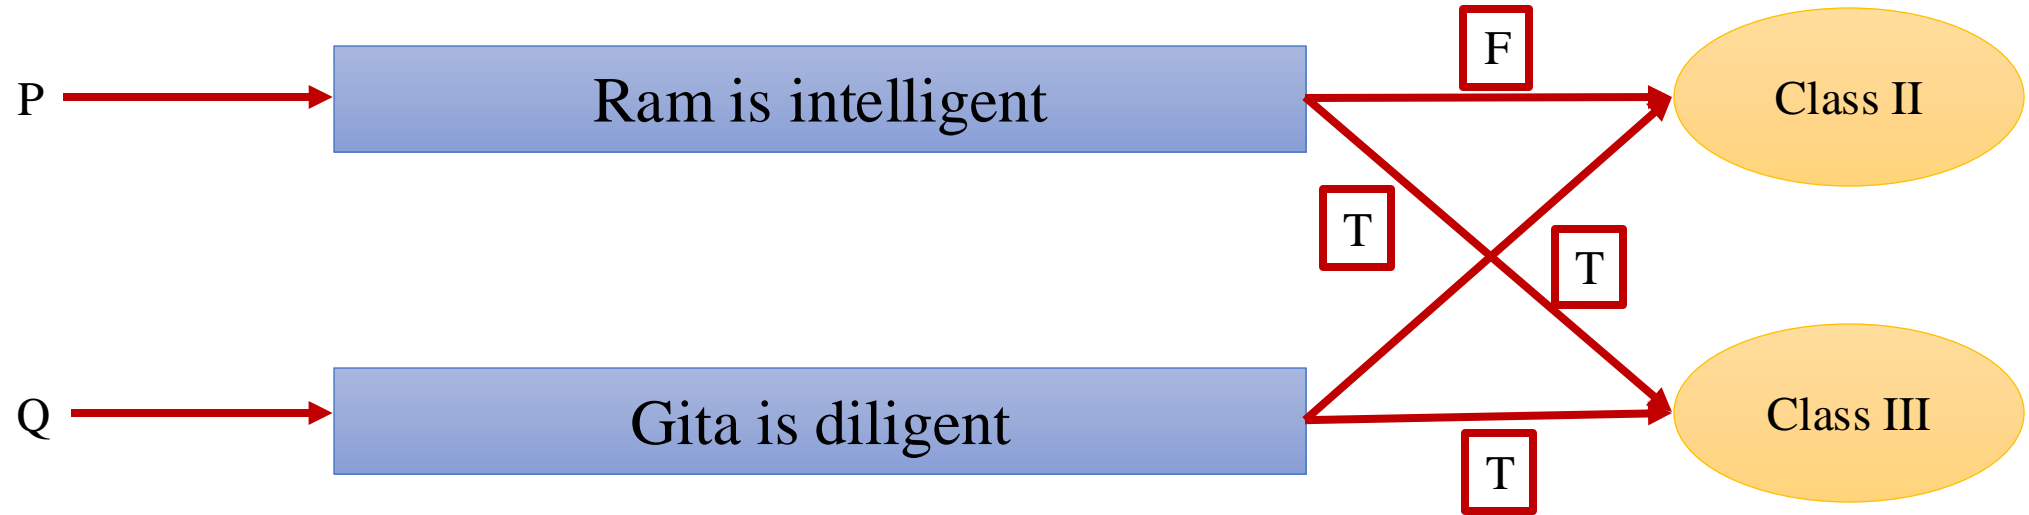 F
P
Ram is intelligent
Class II
T
T
Q
Gita is diligent
Class III
T